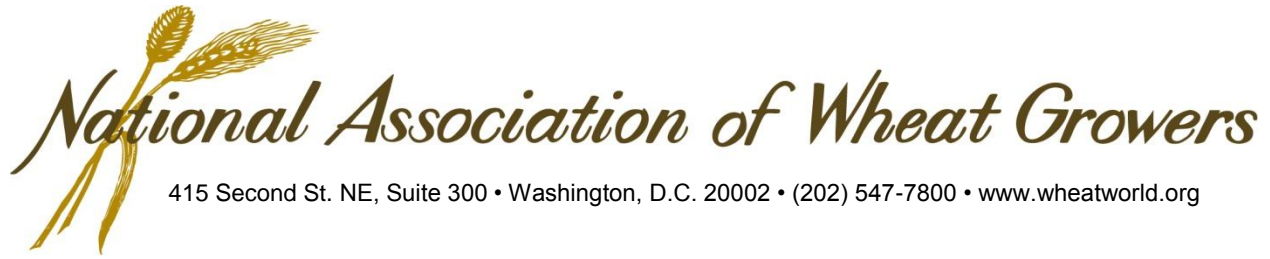 National Association of Wheat Growers
415 Second St. NE, Suite 300 • Washington, D.C. 20002 • (202) 547-7800 • www.wheatworld.org